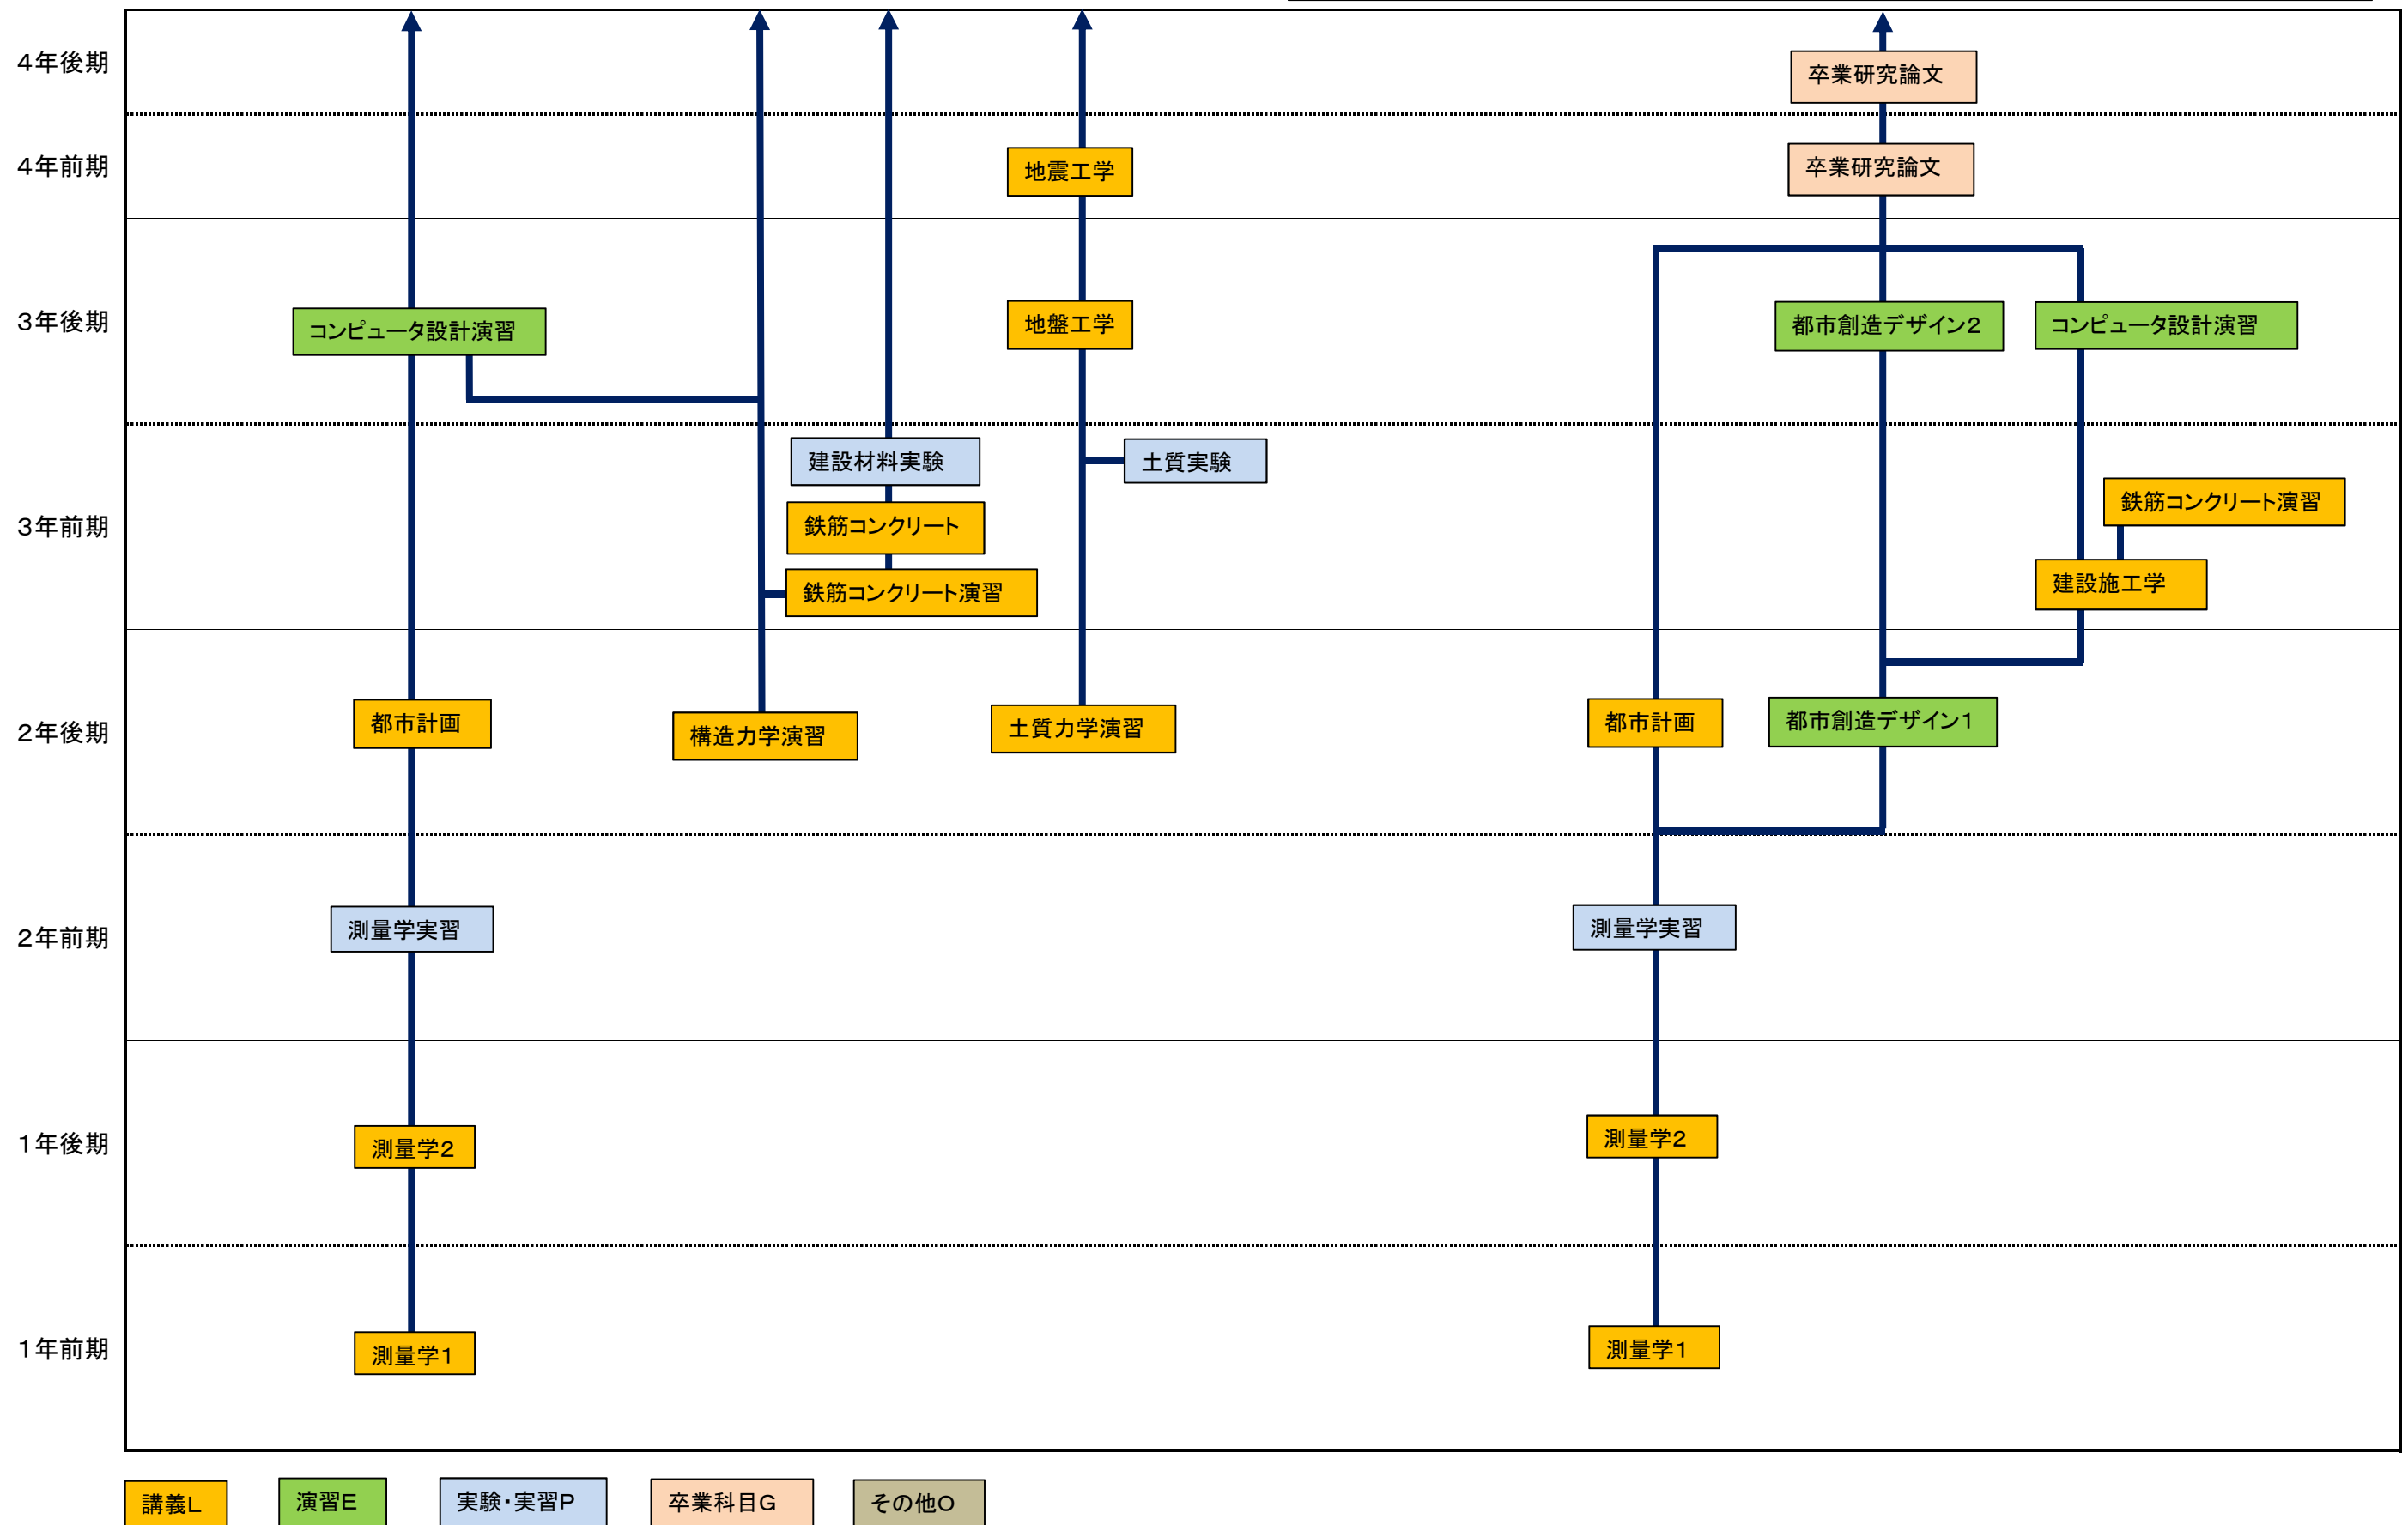 4年後期
卒業研究論文
4年前期
地震工学
卒業研究論文
3年後期
コンピュータ設計演習
地盤工学
都市創造デザイン2
コンピュータ設計演習
3年前期
建設材料実験
土質実験
鉄筋コンクリート
鉄筋コンクリート演習
鉄筋コンクリート演習
建設施工学
2年後期
都市計画
構造力学演習
土質力学演習
都市計画
都市創造デザイン1
2年前期
測量学実習
測量学実習
1年後期
測量学2
測量学2
1年前期
測量学1
測量学1
講義L
演習E
実験・実習P
卒業科目G
その他O